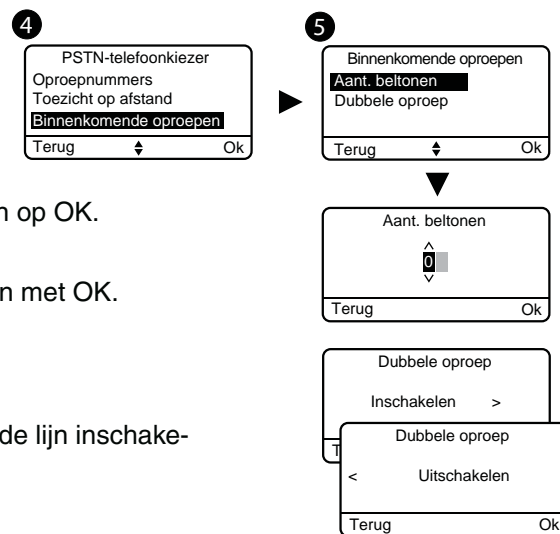 4
PSTN-telefoonkiezer
Oproepnummers
Toezicht op afstand
Binnenkomende oproepen
Terug Ok
5
Binnenkomende oproepen
Aant. beltonen
Dubbele oproep
Terug Ok
n op OK.
n met OK.
de lijn inschake-
Aant. beltonen
0
Terug Ok
Dubbele oproep
Inschakelen >
T
Dubbele oproep
< Uitschakelen
Terug Ok